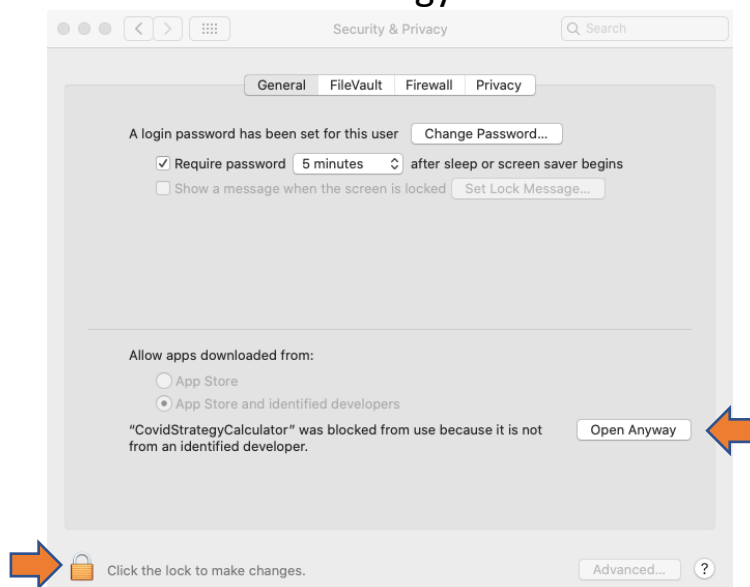 Security & Privacy
Search
General FileVault Firewall Privacy
A login password has been set for this user Change Password...
Require password 5 minutes after sleep or screen saver begins
Show a message when the screen is locked Set Lock Message...
Allow apps downloaded from:
App Store
App Store and identified developers
“CovidStrategyCalculator” was blocked from use because it is not Open Anyway
from an identified developer.
Click the lock to make changes. Advanced... ?